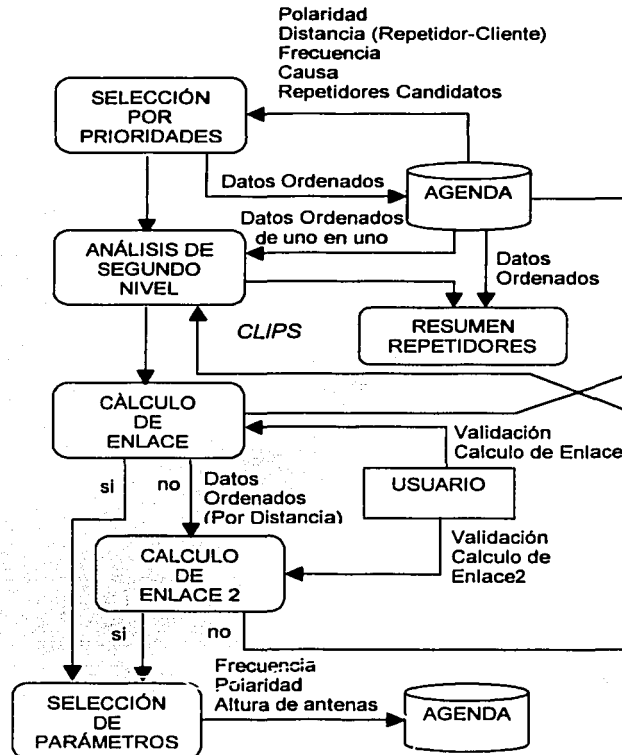 Polaridad
Distancia (Repetidor-Cliente)
Frecuencia
Causa
Repetidores Candidatos
SELECCIÓN
POR
PRIORIDADES
Datos Ordenados
AGENDA
Datos Ordenados
de uno en uno
ANÁLISIS DE
SEGUNDO
NIVEL
Datos
Ordenados
CLIPS
RESUMEN
REPETIDORES
CÀLCULO
DE
ENLACE
Validación
Calculo de Enlace
si
no
Datos
Ordenados
(Por Distancia)
USUARIO
CALCULO
DE
ENLACE 2
Validación
Calculo de
Enlace2
si
no
Frecuencia
Polaridad
Altura de antenas
SELECCIÓN
DE
PARÁMETROS
AGENDA